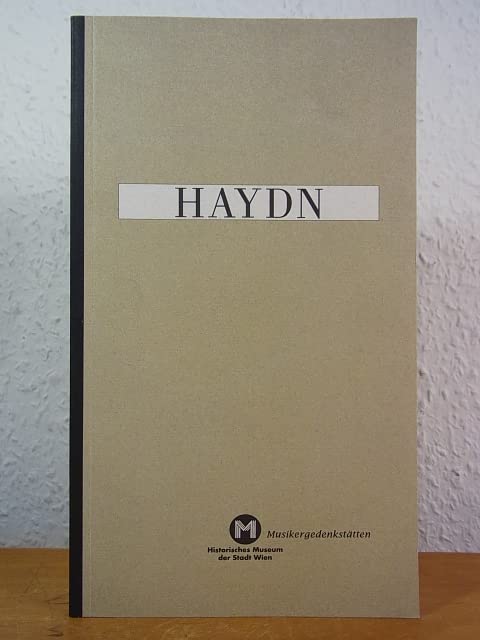 HAYDN
M Musikergedenkstätten
Historisches Museum
der Stadt Wien